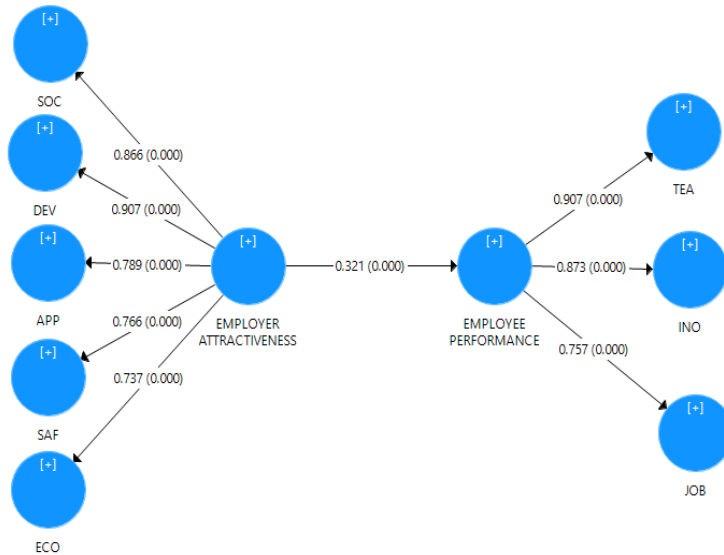 [+]
SOC
[+]
DEV
[+]
APP
[+]
SAF
[+]
ECO
0.866 (0.000)
0.907 (0.000)
0.789 (0.000)
0.766 (0.000)
0.737 (0.000)
[+]
EMPLOYER
ATTRACTIVENESS
0.321 (0.000)
[+]
EMPLOYEE
PERFORMANCE
0.907 (0.000)
0.873 (0.000)
0.757 (0.000)
[+]
TEA
[+]
INO
[+]
JOB